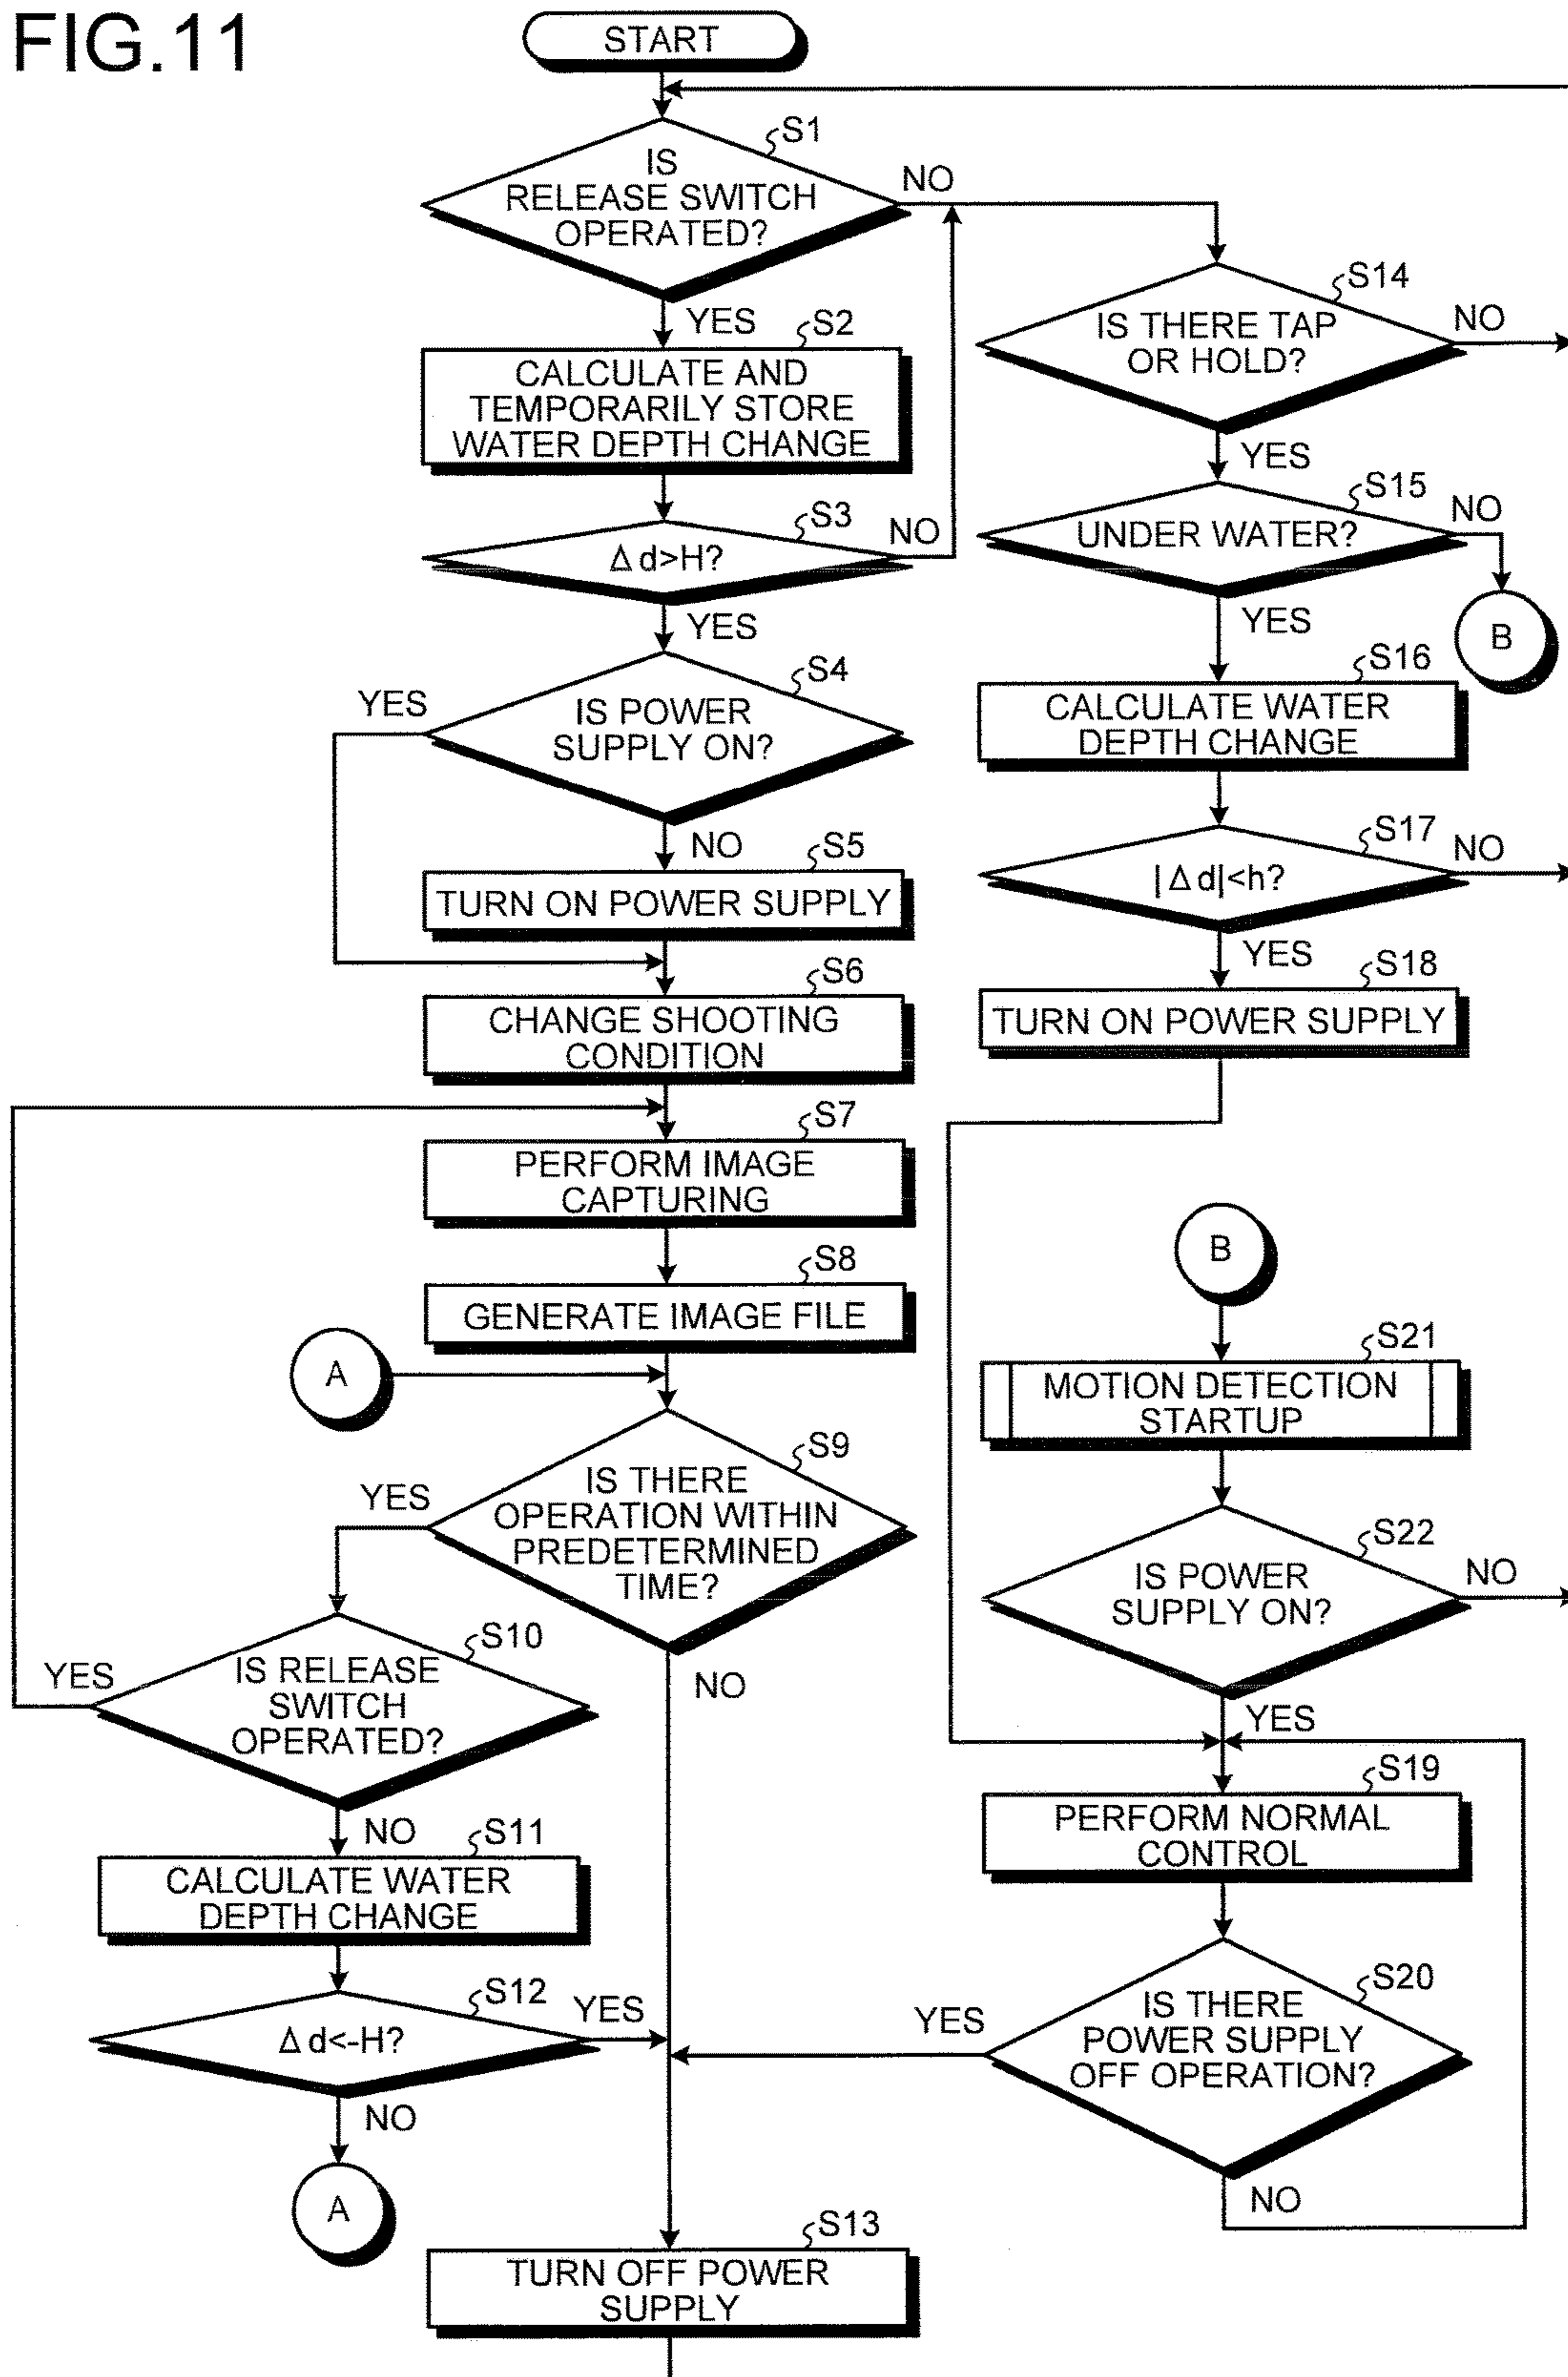 FIG.11
START
S1
IS
RELEASE SWITCH
OPERATED?
NO
YES
S2
CALCULATE AND
TEMPORARILY STORE
WATER DEPTH CHANGE
S3
Δd>H?
NO
YES
S4
IS POWER
SUPPLY ON?
YES
NO
S5
TURN ON POWER SUPPLY
S6
CHANGE SHOOTING
CONDITION
S7
PERFORM IMAGE
CAPTURING
S8
GENERATE IMAGE FILE
A
S9
IS THERE
OPERATION WITHIN
PREDETERMINED
TIME?
YES
NO
S10
IS RELEASE
SWITCH
OPERATED?
YES
NO
S11
CALCULATE WATER
DEPTH CHANGE
S12
Δd<-H?
YES
NO
A
S13
TURN OFF POWER
SUPPLY
S14
IS THERE TAP
OR HOLD?
NO
YES
S15
UNDER WATER?
NO
B
YES
S16
CALCULATE WATER
DEPTH CHANGE
S17
|Δd|<h?
NO
YES
S18
TURN ON POWER SUPPLY
B
S21
MOTION DETECTION
STARTUP
S22
IS POWER
SUPPLY ON?
NO
YES
S19
PERFORM NORMAL
CONTROL
S20
IS THERE
POWER SUPPLY
OFF OPERATION?
YES
NO